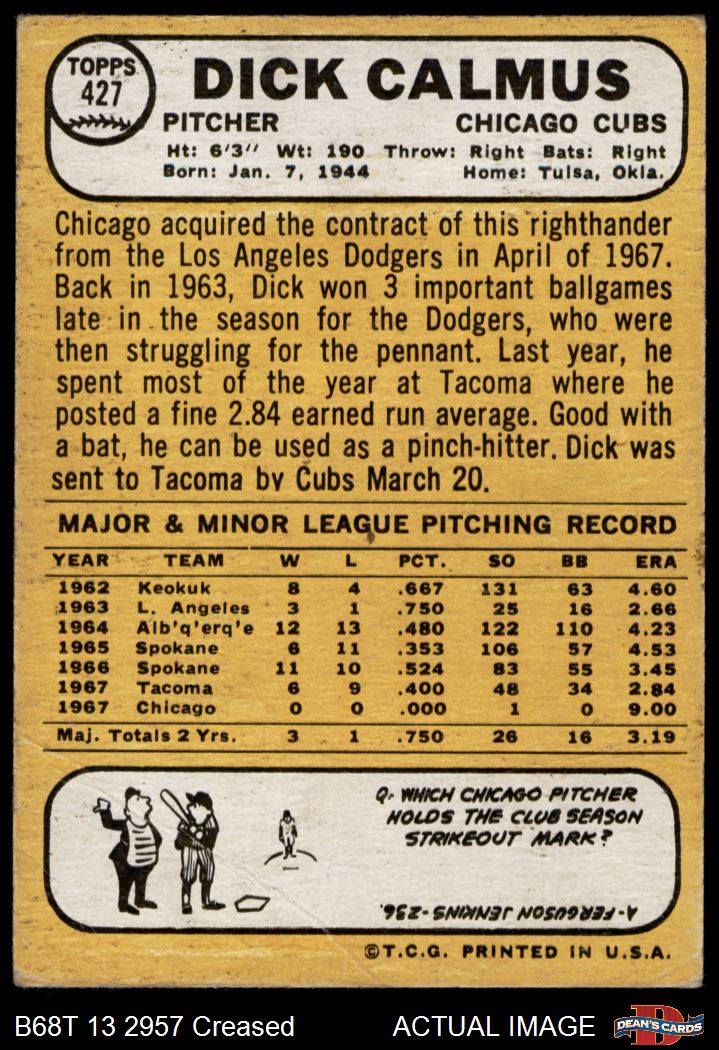 TOPPS
427
DICK CALMUS
PITCHER CHICAGO CUBS
Ht: 6'3" Wt: 190 Throw: Right Bats: Right
Born: Jan. 7, 1944 Home: Tulsa, Okla.
Chicago acquired the contract of this righthander
from the Los Angeles Dodgers in April of 1967.
Back in 1963, Dick won 3 important ballgames
late in the season for the Dodgers, who were
then struggling for the pennant. Last year, he
spent most of the year at Tacoma where he
posted a fine 2.84 earned run average. Good with
a bat, he can be used as a pinch-hitter. Dick was
sent to Tacoma by Cubs March 20.
MAJOR & MINOR LEAGUE PITCHING RECORD
YEAR TEAM W L PCT. SO BB ERA
1962 Keokuk 8 4 .667 131 63 4.60
1963 L. Angeles 3 1 .750 25 16 2.66
1964 Alb'q'erq'e 12 13 .480 122 110 4.23
1965 Spokane 6 11 .353 106 57 4.53
1966 Spokane 11 10 .524 83 55 3.45
1967 Tacoma 6 9 .400 48 34 2.84
1967 Chicago 0 0 .000 1 0 9.00
Maj. Totals 2 Yrs. 3 1 .750 26 16 3.19
Q- WHICH CHICAGO PITCHER
HOLDS THE CLUB SEASON
STRIKEOUT MARK?
A- FERGUSON JENKINS-236.
©T.C.G. PRINTED IN U.S.A.
B68T 13 2957 Creased ACTUAL IMAGE
D
DEAN'S CARDS